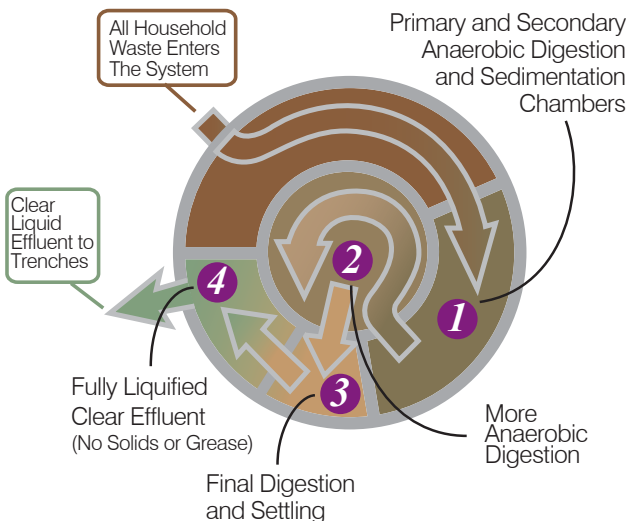 All Household
Waste Enters
The System
Primary and Secondary
Anaerobic Digestion
and Sedimentation
Chambers
Clear
Liquid
Effluent to
Trenches
2
4
1
3
Fully Liquified
Clear Effluent
(No Solids or Grease)
More
Anaerobic
Digestion
Final Digestion
and Settling